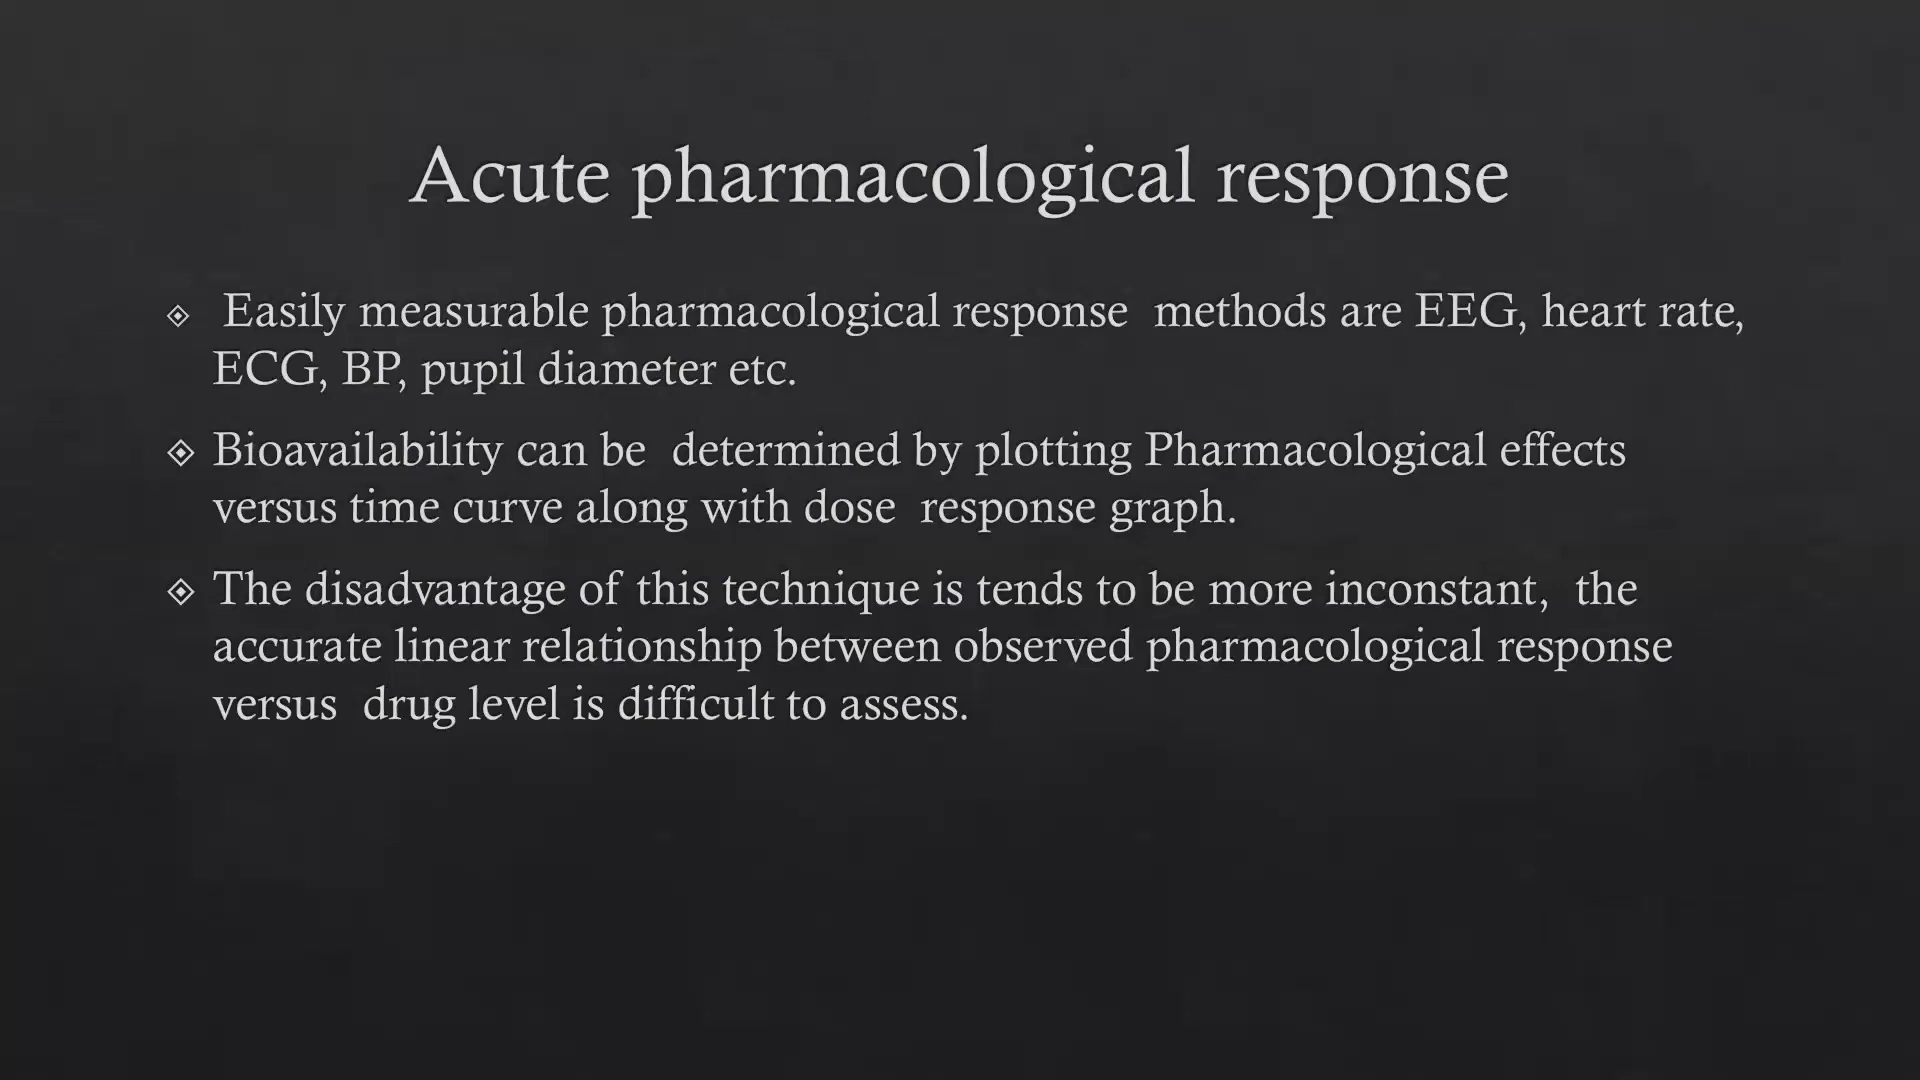 Acute pharmacological response
Easily measurable pharmacological response methods are EEG, heart rate,
ECG, BP, pupil diameter etc.
Bioavailability can be determined by plotting Pharmacological effects
versus time curve along with dose response graph.
The disadvantage of this technique is tends to be more inconstant, the
accurate linear relationship between observed pharmacological response
versus drug level is difficult to assess.